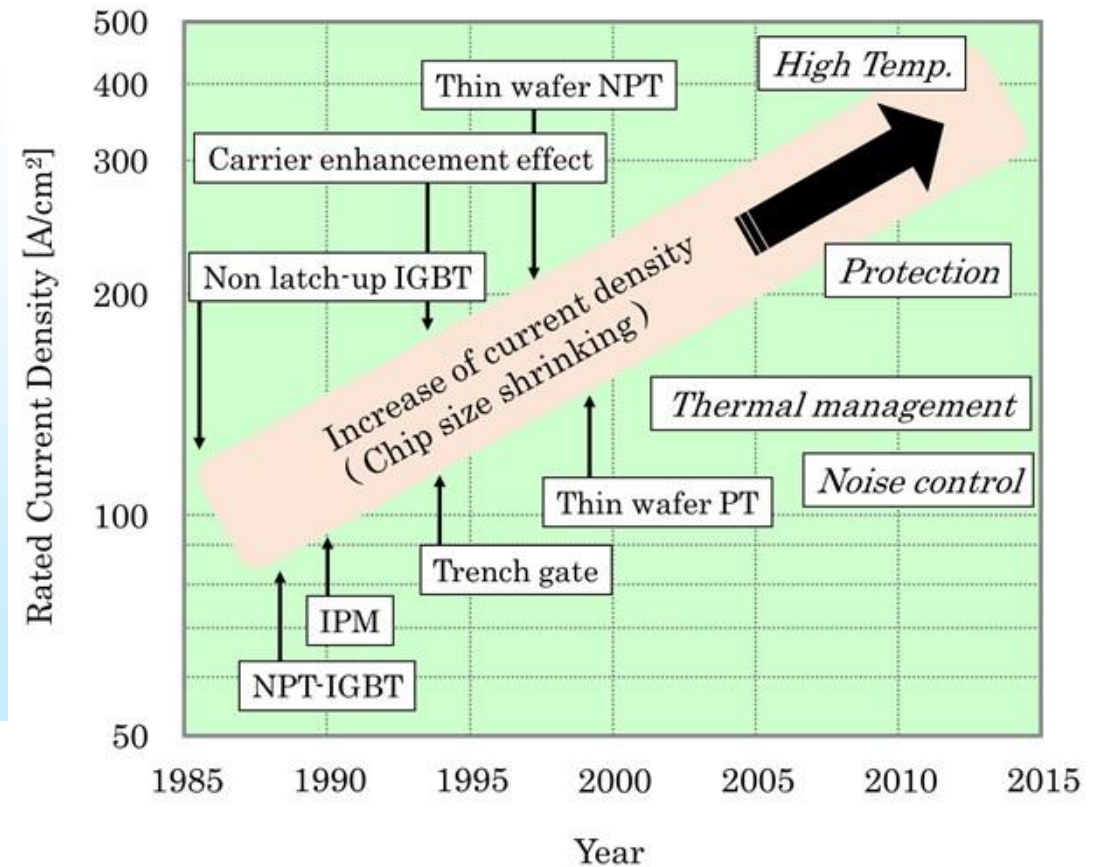 Rated Current Density [A/cm²]
500
400
300
200
100
50
High Temp.
Thin wafer NPT
Carrier enhancement effect
Non latch-up IGBT
Protection
Increase of current density
( Chip size shrinking )
Thermal management
Noise control
Thin wafer PT
Trench gate
IPM
NPT-IGBT
1985 1990 1995 2000 2005 2010 2015
Year